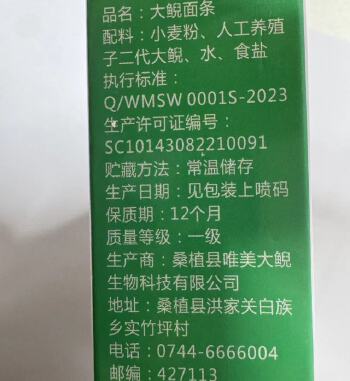 品名：大鲵面条
配料：小麦粉、人工养殖
子二代大鲵、水、食盐
执行标准：
Q/WMSW 0001S-2023
生产许可证编号：
SC10143082210091
贮藏方法：常温储存
生产日期：见包装上喷码
保质期：12个月
质量等级：一级
生产商：桑植县唯美大鲵
生物科技有限公司
地址：桑植县洪家关白族
乡实竹坪村
电话：0744-6666004
邮编：427113